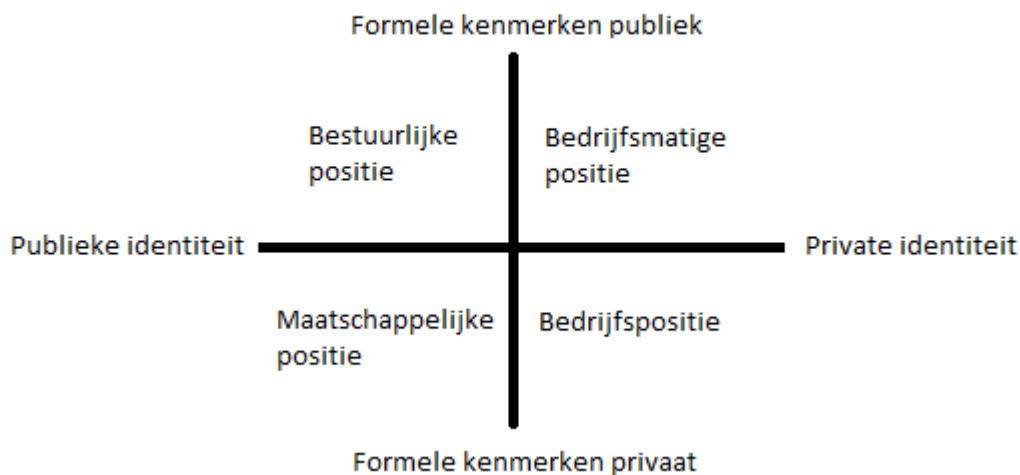 Formele kenmerken publiek
Bestuurlijke
positie
Bedrijfsmatige
positie
Publieke identiteit
Private identiteit
Maatschappelijke
positie
Bedrijfspositie
Formele kenmerken privaat